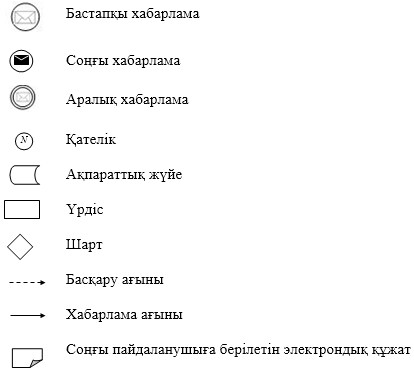 Бастапқы хабарлама
Соңғы хабарлама
Аралық хабарлама
N Қателік
Ақпараттық жүйе
Үрдіс
Шарт
Басқару ағыны
Хабарлама ағыны
Соңғы пайдаланушыға берілетін электрондық құжат